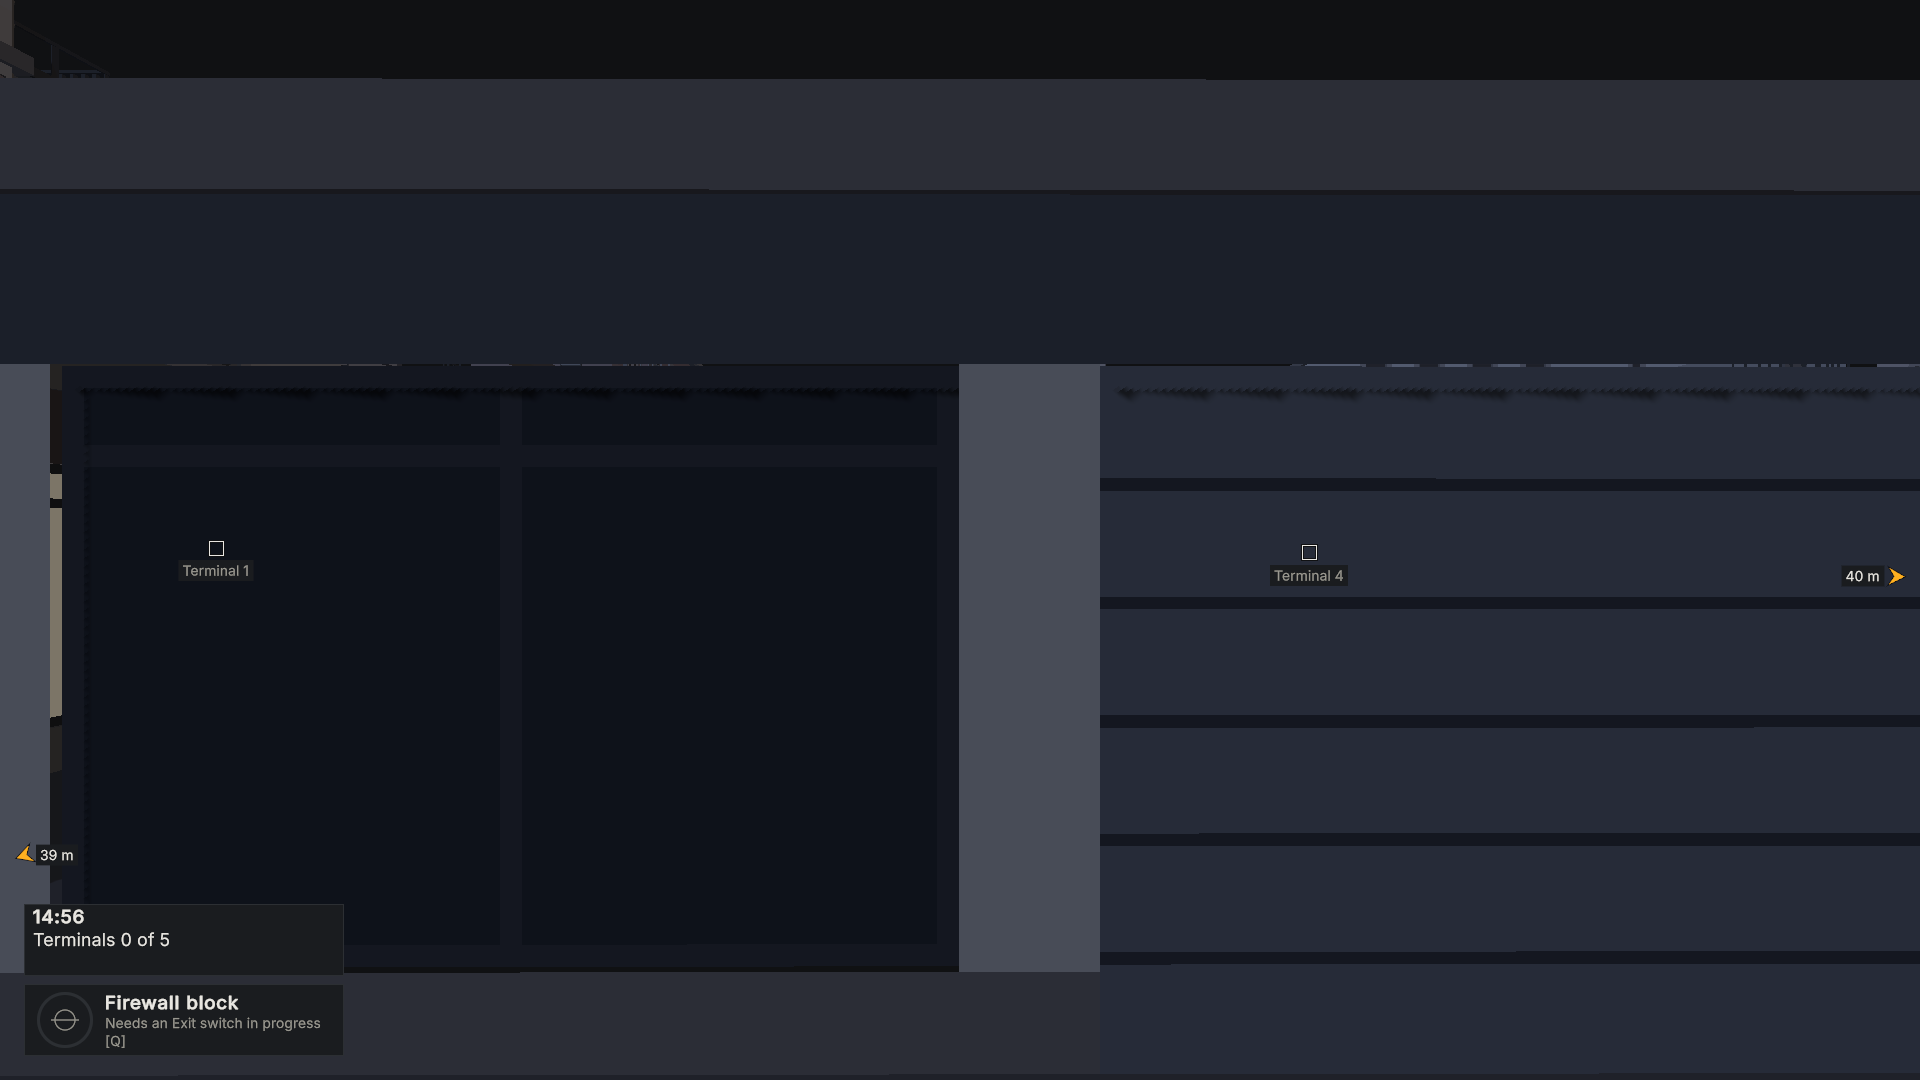 Terminal 1
Terminal 4
40 m
39 m
14:56
Terminals 0 of 5
Firewall block
Needs an Exit switch in progress
[Q]